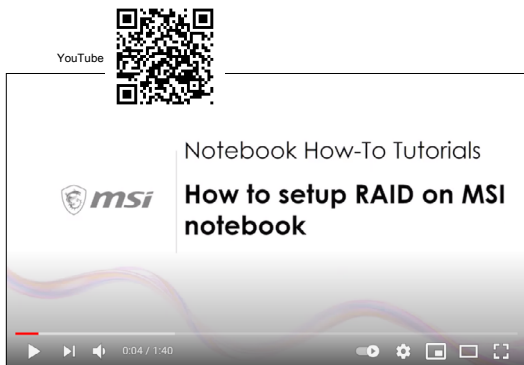 YouTube
Notebook How-To Tutorials
msi
How to setup RAID on MSI
notebook
0:04 / 1:40